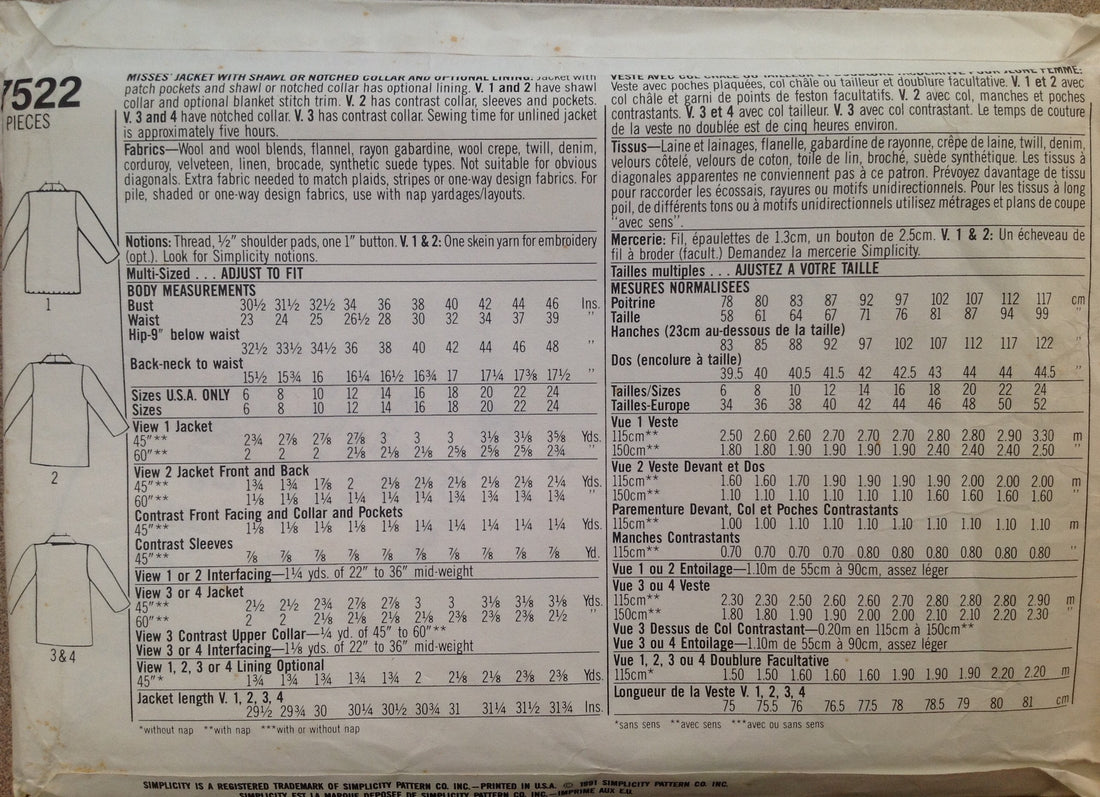 7522
PIECES
1
2
3&4
MISSES' JACKET WITH SHAWL OR NOTCHED COLLAR AND OPTIONAL LINING: Jacket with
patch pockets and shawl or notched collar has optional lining. V. 1 and 2 have shawl
collar and optional blanket stitch trim. V. 2 has contrast collar, sleeves and pockets.
V. 3 and 4 have notched collar. V. 3 has contrast collar. Sewing time for unlined jacket
is approximately five hours.
Fabrics—Wool and wool blends, flannel, rayon gabardine, wool crepe, twill, denim,
corduroy, velveteen, linen, brocade, synthetic suede types. Not suitable for obvious
diagonals. Extra fabric needed to match plaids, stripes or one-way design fabrics. For
pile, shaded or one-way design fabrics, use with nap yardages/layouts.
Notions: Thread, ½" shoulder pads, one 1" button. V. 1 & 2: One skein yarn for embroidery
(opt.). Look for Simplicity notions.
Multi-Sized . . . ADJUST TO FIT
BODY MEASUREMENTS
Bust 30½ 31½ 32½ 34 36 38 40 42 44 46 Ins.
Waist 23 24 25 26½ 28 30 32 34 37 39 "
Hip-9" below waist
32½ 33½ 34½ 36 38 40 42 44 46 48 "
Back-neck to waist
15½ 15¾ 16 16¼ 16½ 16¾ 17 17¼ 17⅜ 17½ "
Sizes U.S.A. ONLY 6 8 10 12 14 16 18 20 22 24
Sizes 6 8 10 12 14 16 18 20 22 24
View 1 Jacket
45"** 2¾ 2⅞ 2⅞ 2⅞ 3 3 3 3⅛ 3⅛ 3⅝ Yds.
60"** 2 2 2 2⅛ 2⅛ 2⅛ 2⅝ 2⅝ 2⅝ 2¾ "
View 2 Jacket Front and Back
45"** 1¾ 1¾ 1⅞ 2 2⅛ 2⅛ 2⅛ 2⅛ 2⅛ 2¼ Yds.
60"** 1⅛ 1⅛ 1¼ 1¼ 1¼ 1¼ 1¾ 1¾ 1¾ 1¾ "
Contrast Front Facing and Collar and Pockets
45"** 1⅛ 1⅛ 1⅛ 1⅛ 1¼ 1¼ 1¼ 1¼ 1¼ 1¼ Yds.
Contrast Sleeves
45"** ⅞ ⅞ ⅞ ⅞ ⅞ ⅞ ⅞ ⅞ ⅞ ⅞ Yd.
View 1 or 2 Interfacing—1¼ yds. of 22" to 36" mid-weight
View 3 or 4 Jacket
45"** 2½ 2½ 2¾ 2⅞ 2⅞ 3 3 3⅛ 3⅛ 3⅛ Yds.
60"** 2 2 2⅛ 2⅛ 2⅛ 2⅛ 2⅜ 2⅜ 2⅜ 2½ "
View 3 Contrast Upper Collar—¼ yd. of 45" to 60"**
View 3 or 4 Interfacing—1⅛ yds. of 22" to 36" mid-weight
View 1, 2, 3 or 4 Lining Optional
45"* 1¾ 1¾ 1¾ 1¾ 1¾ 2 2⅛ 2⅛ 2⅜ 2⅜ Yds.
Jacket length V. 1, 2, 3, 4
29½ 29¾ 30 30¼ 30½ 30¾ 31 31¼ 31½ 31¾ Ins.
*without nap **with nap ***with or without nap
VESTE AVEC COL CHALE OU TAILLEUR ET DOUBLURE FACULTATIVE POUR JEUNE FEMME:
Veste avec poches plaquées, col châle ou tailleur et doublure facultative. V. 1 et 2 avec
col châle et garni de points de feston facultatifs. V. 2 avec col, manches et poches
contrastants. V. 3 et 4 avec col tailleur. V. 3 avec col contrastant. Le temps de couture
de la veste no doublée est de cinq heures environ.
Tissus—Laine et lainages, flanelle, gabardine de rayonne, crêpe de laine, twill, denim,
velours côtelé, velours de coton, toile de lin, broché, suède synthétique. Les tissus à
diagonales apparentes ne conviennent pas à ce patron. Prévoyez davantage de tissu
pour raccorder les écossais, rayures ou motifs unidirectionnels. Pour les tissus à long
poil, de différents tons ou à motifs unidirectionnels utilisez métrages et plans de coupe
"avec sens".
Mercerie: Fil, épaulettes de 1.3cm, un bouton de 2.5cm. V. 1 & 2: Un écheveau de
fil à broder (facult.) Demandez la mercerie Simplicity.
Tailles multiples . . . AJUSTEZ A VOTRE TAILLE
MESURES NORMALISEES
Poitrine 78 80 83 87 92 97 102 107 112 117 cm
Taille 58 61 64 67 71 76 81 87 94 99 "
Hanches (23cm au-dessous de la taille)
83 85 88 92 97 102 107 112 117 122 "
Dos (encolure à taille)
39.5 40 40.5 41.5 42 42.5 43 44 44 44.5 "
Tailles/Sizes 6 8 10 12 14 16 18 20 22 24
Tailles-Europe 34 36 38 40 42 44 46 48 50 52
Vue 1 Veste
115cm** 2.50 2.60 2.60 2.70 2.70 2.70 2.80 2.80 2.90 3.30 m
150cm** 1.80 1.80 1.90 1.90 1.90 1.90 2.40 2.40 2.40 2.50 "
Vue 2 Veste Devant et Dos
115cm** 1.60 1.60 1.70 1.90 1.90 1.90 1.90 2.00 2.00 2.00 m
150cm** 1.10 1.10 1.10 1.10 1.10 1.10 1.60 1.60 1.60 1.60 "
Parementure Devant, Col et Poches Contrastants
115cm** 1.00 1.00 1.10 1.10 1.10 1.10 1.10 1.10 1.10 1.10 m
Manches Contrastants
115cm** 0.70 0.70 0.70 0.70 0.80 0.80 0.80 0.80 0.80 0.80 "
Vue 1 ou 2 Entoilage—1.10m de 55cm à 90cm, assez léger
Vue 3 ou 4 Veste
115cm** 2.30 2.30 2.50 2.60 2.60 2.70 2.80 2.80 2.80 2.90 m
150cm** 1.80 1.80 1.90 1.90 2.00 2.00 2.10 2.10 2.20 2.30 "
Vue 3 Dessus de Col Contrastant—0.20m en 115cm à 150cm**
Vue 3 ou 4 Entoilage—1.10m de 55cm à 90cm, assez léger
Vue 1, 2, 3 ou 4 Doublure Facultative
115cm* 1.50 1.50 1.60 1.60 1.60 1.90 1.90 1.90 2.20 2.20 m
Longueur de la Veste V. 1, 2, 3, 4
75 75.5 76 76.5 77.5 78 78.5 79 80 81 cm
*sans sens **avec sens ***avec ou sans sens
SIMPLICITY IS A REGISTERED TRADEMARK OF SIMPLICITY PATTERN CO. INC.—PRINTED IN U.S.A. © 1991 SIMPLICITY PATTERN CO. INC.
SIMPLICITY EST LA MARQUE DEPOSEE DE SIMPLICITY PATTERN CO. INC.—IMPRIME AUX E.U.